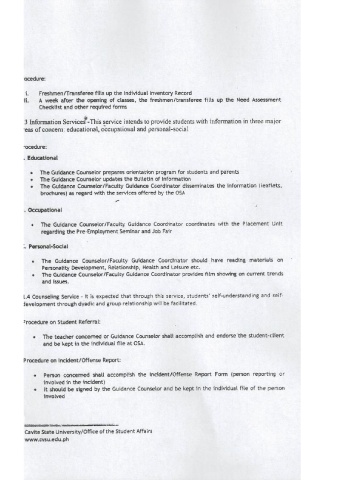 ocedure:
I. Freshmen/Transferee fills up the Individual Inventory Record
II. A week after the opening of classes, the freshmen/transferee fills up the Need Assessment
Checklist and other required forms
3 Information Services -This service intends to provide students with information in three major
eas of concern: educational, occupational and personal-social
rocedure:
. Educational
• The Guidance Counselor prepares orientation program for students and parents
• The Guidance Counselor updates the Bulletin of Information
• The Guidance Counselor/Faculty Guidance Coordinator disseminates the information (leaflets,
brochures) as regard with the services offered by the OSA
. Occupational
• The Guidance Counselor/Faculty Guidance Coordinator coordinates with the Placement Unit
regarding the Pre-Employment Seminar and Job Fair
. Personal-Social
• The Guidance Counselor/Faculty Guidance Coordinator should have reading materials on
Personality Development, Relationship, Health and Leisure etc.
• The Guidance Counselor/Faculty Guidance Coordinator provides film showing on current trends
and issues.
.4 Counseling Service - It is expected that through this service, students' self-understanding and self-
development through dyadic and group relationship will be facilitated.
Procedure on Student Referral:
• The teacher concerned or Guidance Counselor shall accomplish and endorse the student-client
and be kept in the individual file at OSA.
Procedure on Incident/Offense Report:
• Person concerned shall accomplish the Incident/Offense Report Form (person reporting or
involved in the incident)
• It should be signed by the Guidance Counselor and be kept in the individual file of the person
involved
Cavite State University/Office of the Student Affairs
www.cvsu.edu.ph